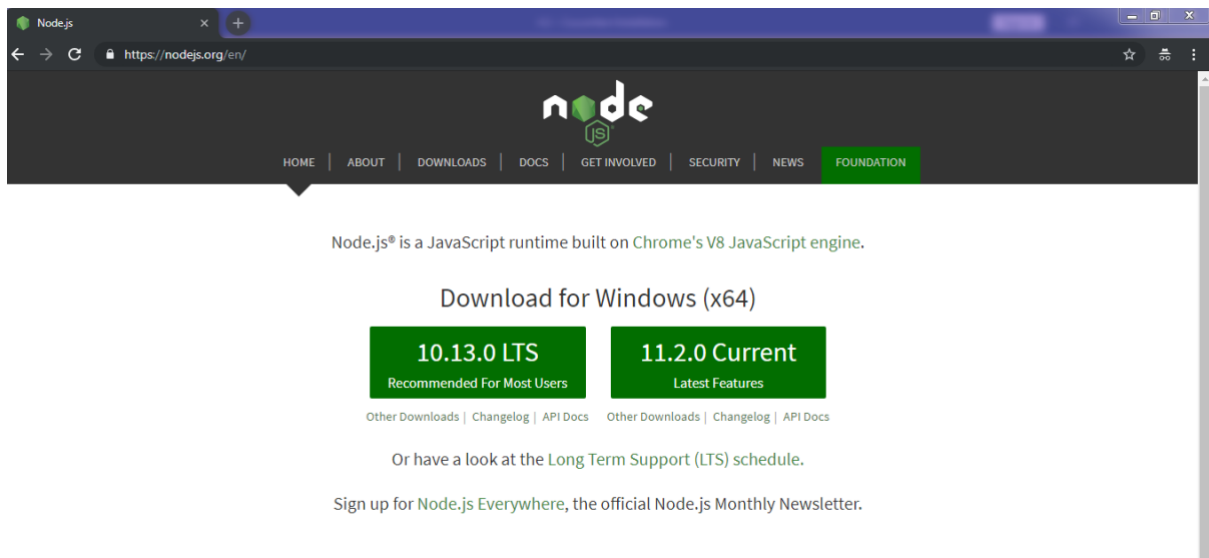 Node.js
https://nodejs.org/en/
node
JS
HOME | ABOUT | DOWNLOADS | DOCS | GET INVOLVED | SECURITY | NEWS FOUNDATION
Node.js® is a JavaScript runtime built on Chrome's V8 JavaScript engine.
Download for Windows (x64)
10.13.0 LTS
Recommended For Most Users
11.2.0 Current
Latest Features
Other Downloads | Changelog | API Docs
Other Downloads | Changelog | API Docs
Or have a look at the Long Term Support (LTS) schedule.
Sign up for Node.js Everywhere, the official Node.js Monthly Newsletter.